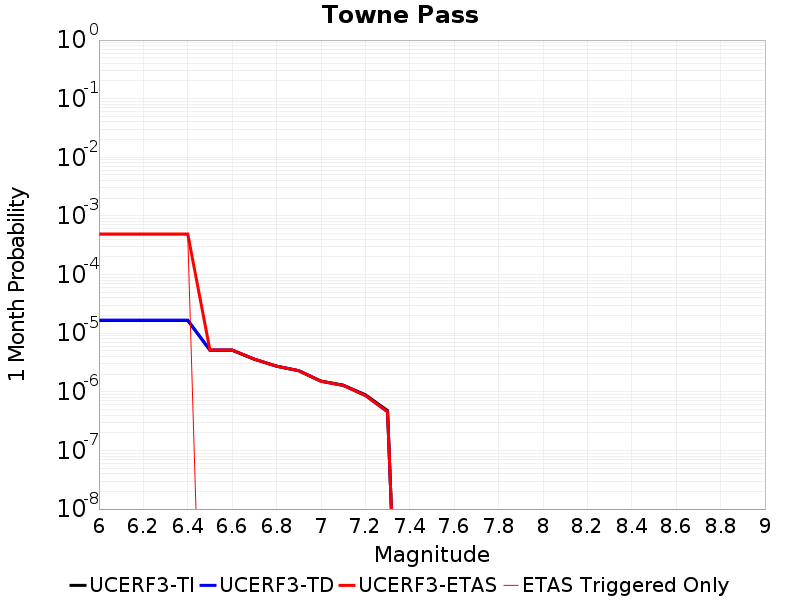 Towne Pass
1 Month Probability
10^0
10^-1
10^-2
10^-3
10^-4
10^-5
10^-6
10^-7
10^-8
6 6.2 6.4 6.6 6.8 7 7.2 7.4 7.6 7.8 8 8.2 8.4 8.6 8.8 9
Magnitude
UCERF3-TI UCERF3-TD UCERF3-ETAS ETAS Triggered Only